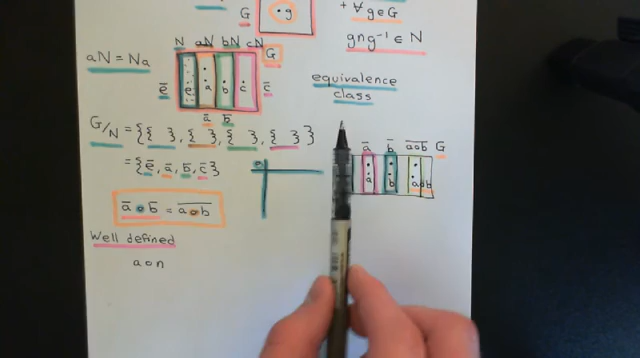 G
g
+ ∀ g∈G
gng⁻¹ ∈ N
aN = Na
N aN bN cN
G
e a b c
ē
c̄
ā b̄
equivalence
class
G/N = {{ }, { }, { }, { }}
= {ē, ā, b̄, c̄}
ā b̄ a∘b G
a b a∘b
ā ∘ b̄ = a∘b
Well defined
a∘n